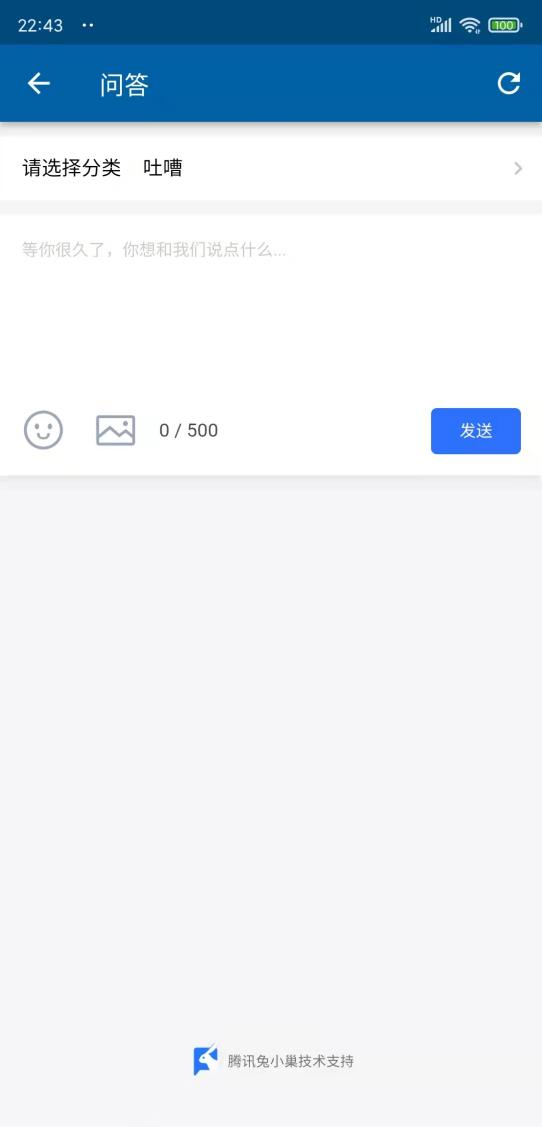 22:43
HD
100
问答
请选择分类 吐嘈
等你很久了，你想和我们说点什么...
0 / 500
发送
腾讯兔小巢技术支持